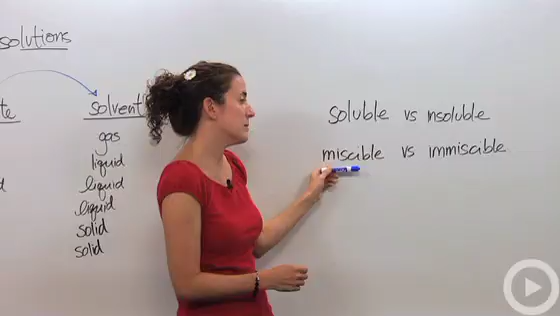 solutions
te solvent
gas
liquid
liquid
liquid
solid
solid
soluble vs insoluble
miscible vs immiscible